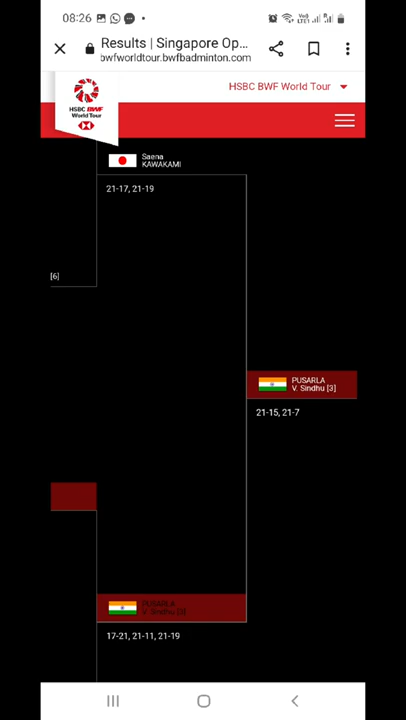 08:26
Vo))
LTE1
Results | Singapore Op...
bwfworldtour.bwfbadminton.com
HSBC BWF World Tour
HSBC BWF
World Tour
Saena
KAWAKAMI
21-17, 21-19
[6]
PUSARLA
V. Sindhu [3]
21-15, 21-7
PUSARLA
V. Sindhu [3]
17-21, 21-11, 21-19